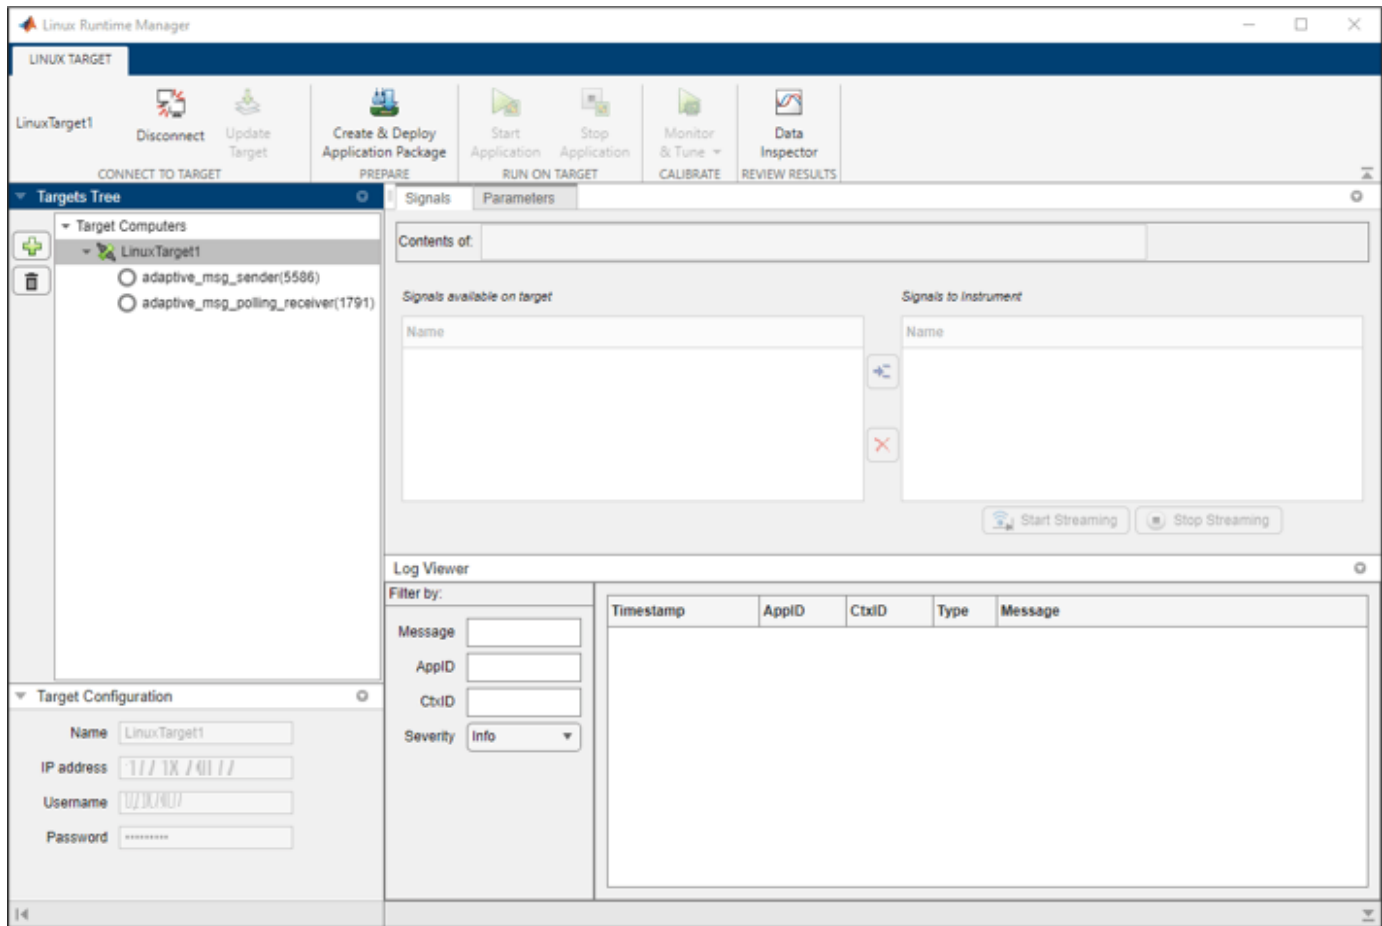 Linux Runtime Manager
LINUX TARGET
LinuxTarget1
Disconnect
Update
Target
CONNECT TO TARGET
Create & Deploy
Application Package
PREPARE
Start
Application
Stop
Application
RUN ON TARGET
Monitor
& Tune
CALIBRATE
Data
Inspector
REVIEW RESULTS
Targets Tree
Target Computers
LinuxTarget1
adaptive_msg_sender(5586)
adaptive_msg_polling_receiver(1791)
Signals
Parameters
Contents of:
Signals available on target
Name
Signals to Instrument
Name
Start Streaming
Stop Streaming
Log Viewer
Filter by:
Message
AppID
CtxID
Severity Info
Timestamp AppID CtxID Type Message
Target Configuration
Name LinuxTarget1
IP address
Username
Password •••••••••